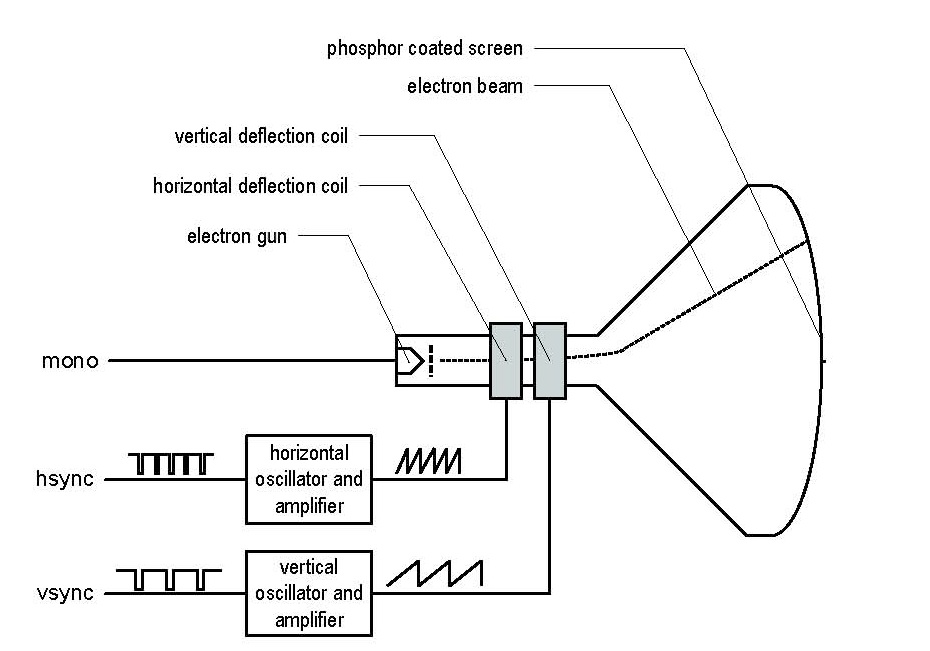 phosphor coated screen
electron beam
vertical deflection coil
horizontal deflection coil
electron gun
mono
horizontal
oscillator and
amplifier
hsync
vertical
oscillator and
amplifier
vsync